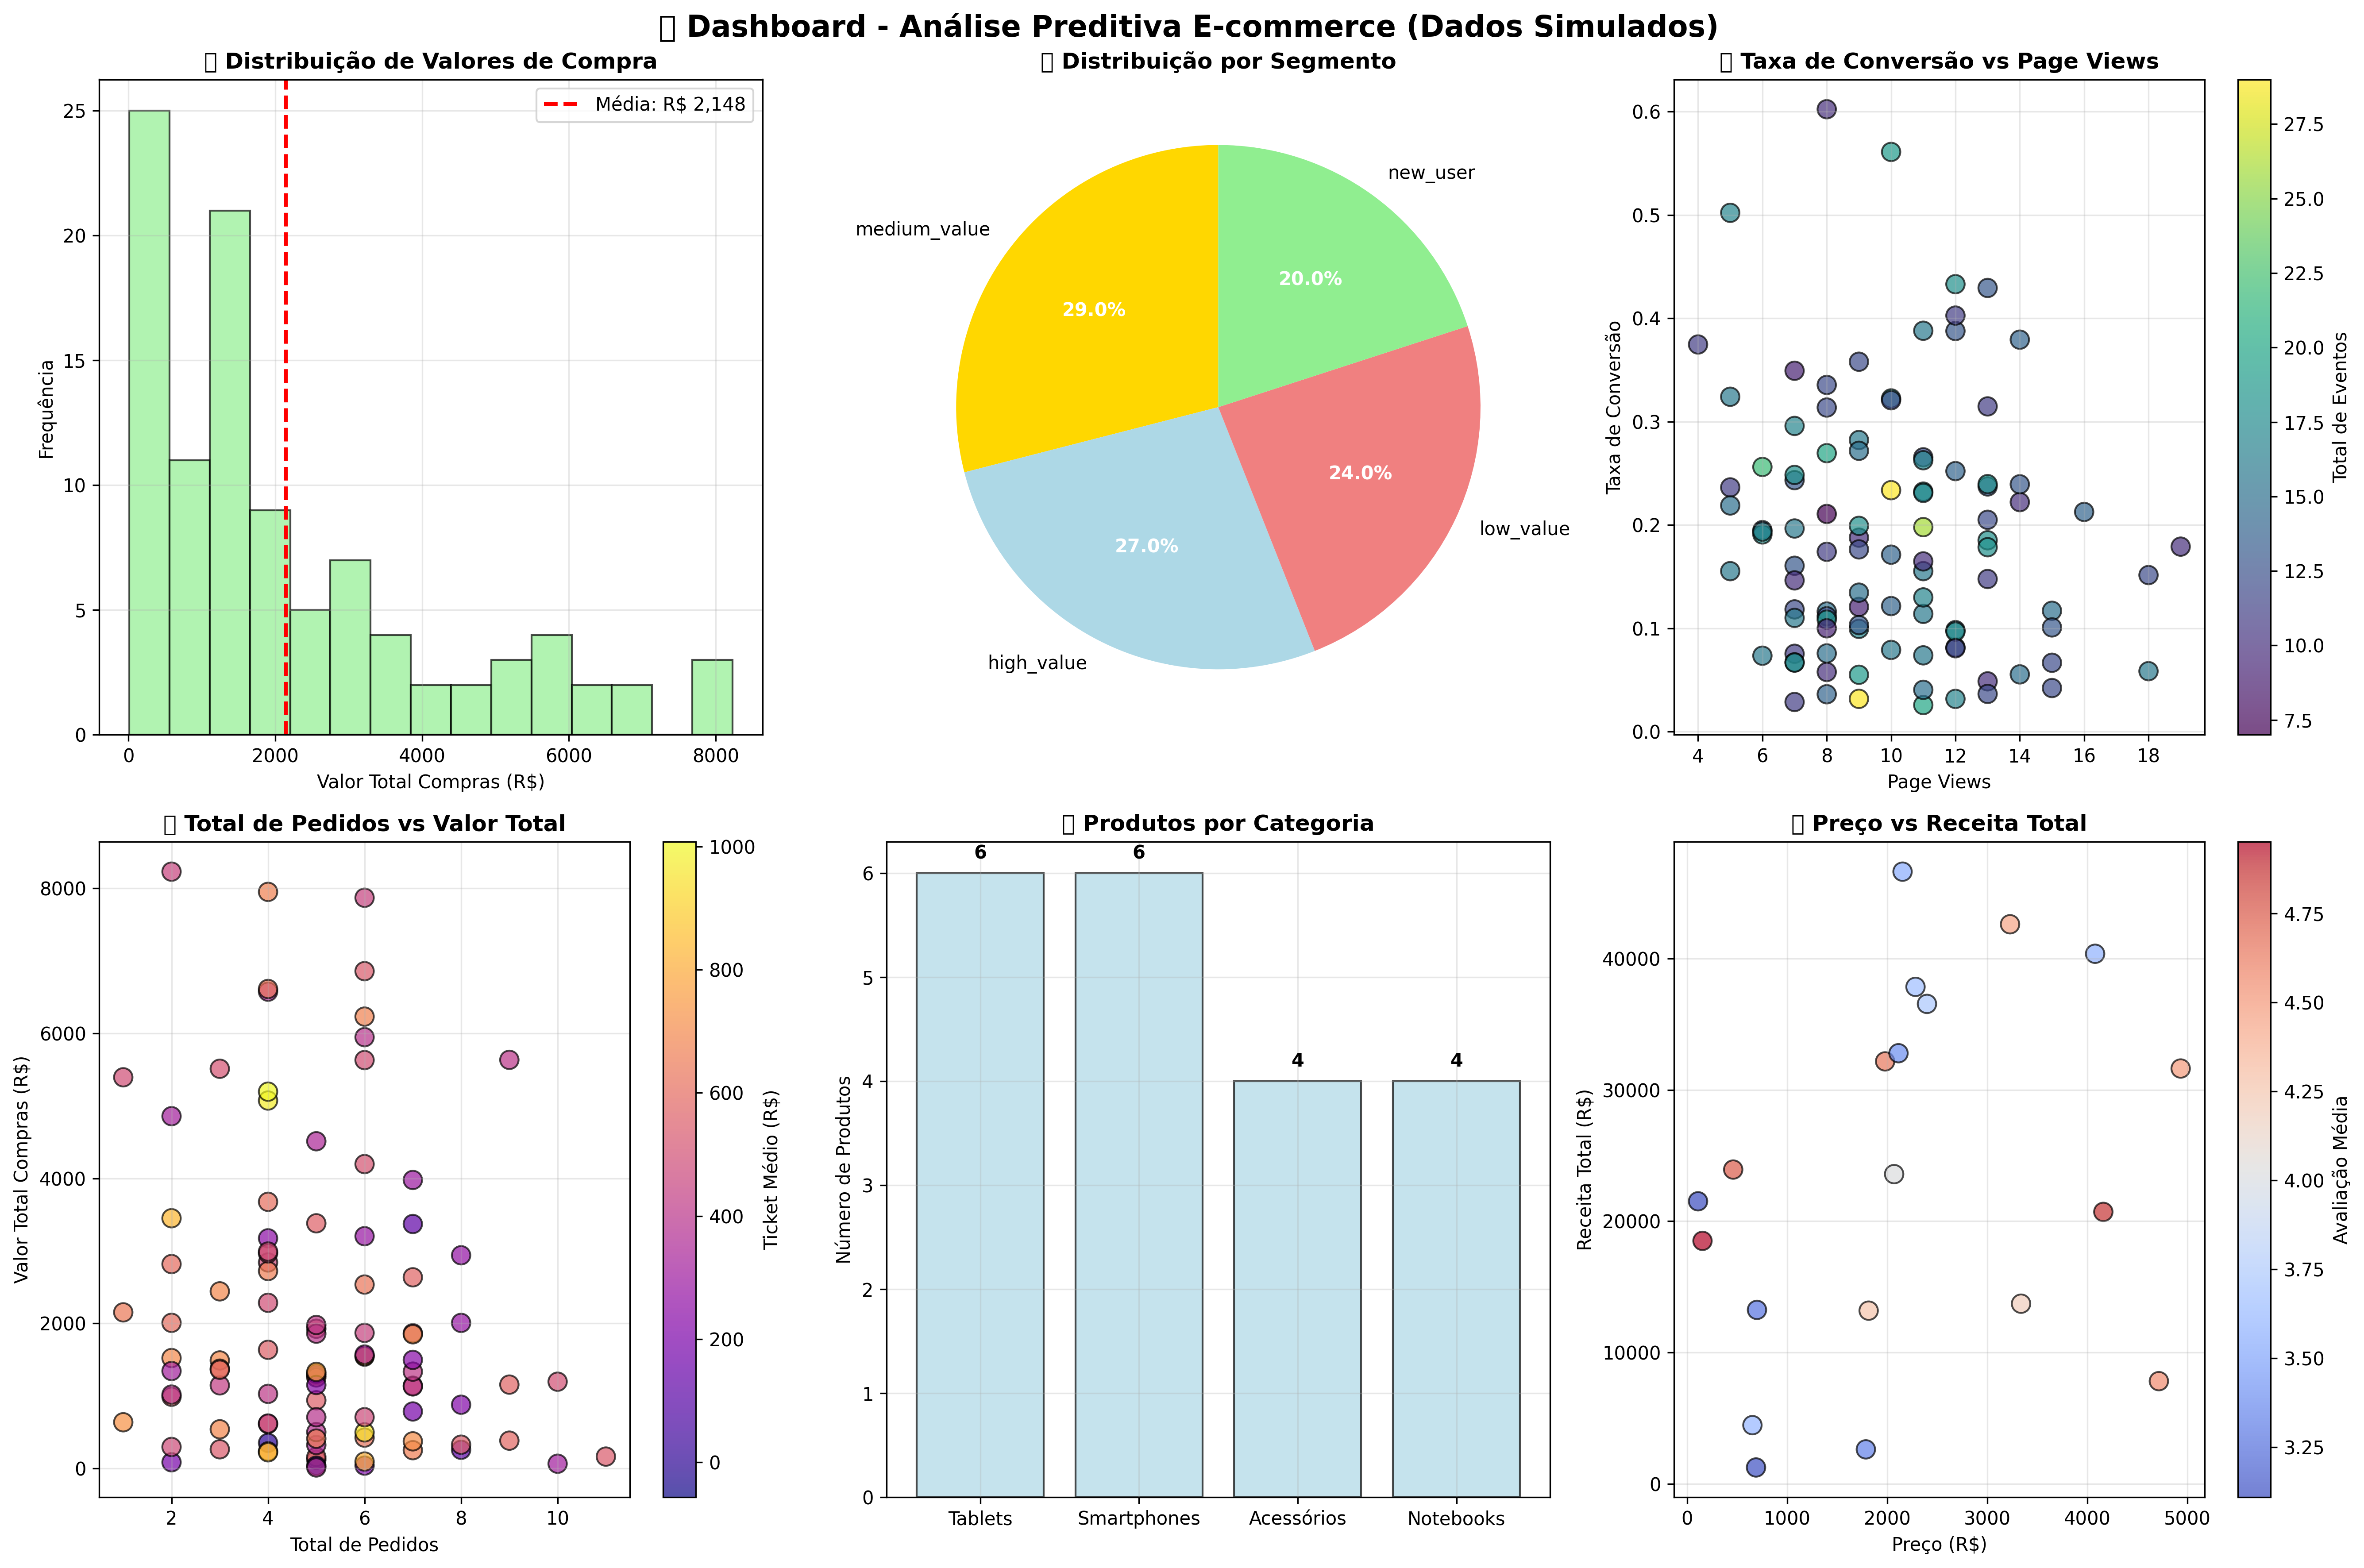 ▯ Dashboard - Análise Preditiva E-commerce (Dados Simulados)
▯ Distribuição de Valores de Compra
Média: R$ 2,148
25
20
15
10
5
0
Frequência
0 2000 4000 6000 8000
Valor Total Compras (R$)
▯ Distribuição por Segmento
new_user
medium_value
20.0%
29.0%
24.0%
low_value
27.0%
high_value
▯ Taxa de Conversão vs Page Views
0.6
0.5
0.4
0.3
0.2
0.1
0.0
Taxa de Conversão
4 6 8 10 12 14 16 18
Page Views
27.5
25.0
22.5
20.0
17.5
15.0
12.5
10.0
7.5
Total de Eventos
▯ Total de Pedidos vs Valor Total
8000
6000
4000
2000
0
Valor Total Compras (R$)
2 4 6 8 10
Total de Pedidos
1000
800
600
400
200
0
Ticket Médio (R$)
▯ Produtos por Categoria
6 6
4 4
6
5
4
3
2
1
0
Número de Produtos
Tablets Smartphones Acessórios Notebooks
▯ Preço vs Receita Total
40000
30000
20000
10000
0
Receita Total (R$)
0 1000 2000 3000 4000 5000
Preço (R$)
4.75
4.50
4.25
4.00
3.75
3.50
3.25
Avaliação Média